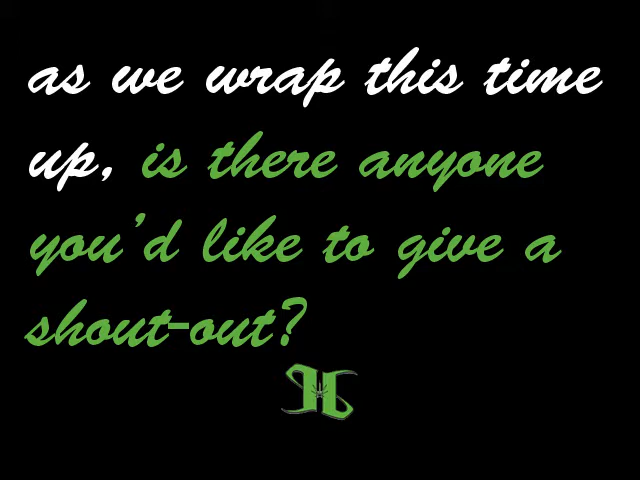 as we wrap this time
up, is there anyone
you'd like to give a
shout-out?
H